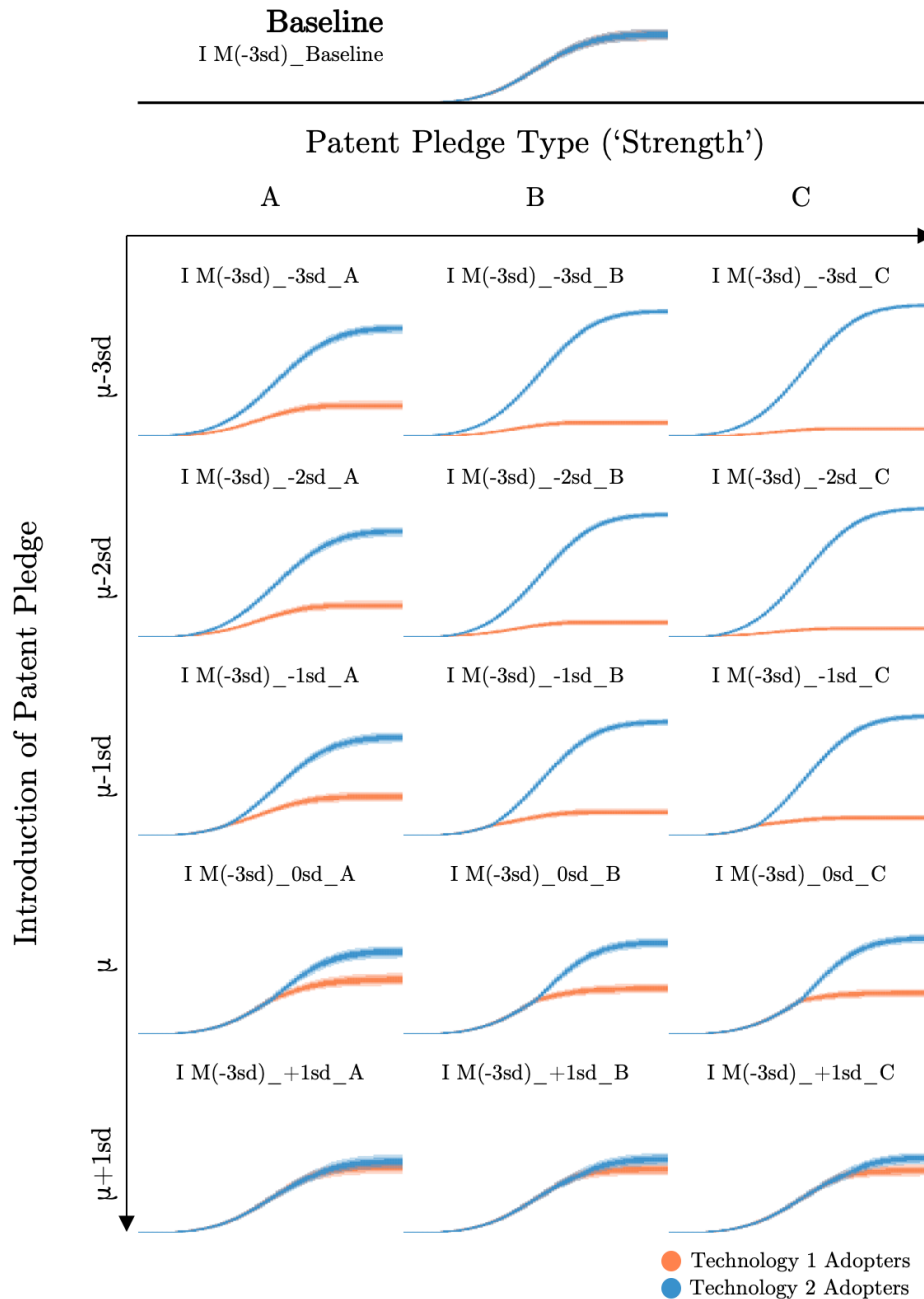 Baseline
I M(-3sd)_Baseline
Patent Pledge Type (‘Strength’)
A B C
Introduction of Patent Pledge
μ-3sd
I M(-3sd)_-3sd_A I M(-3sd)_-3sd_B I M(-3sd)_-3sd_C
μ-2sd
I M(-3sd)_-2sd_A I M(-3sd)_-2sd_B I M(-3sd)_-2sd_C
μ-1sd
I M(-3sd)_-1sd_A I M(-3sd)_-1sd_B I M(-3sd)_-1sd_C
μ
I M(-3sd)_0sd_A I M(-3sd)_0sd_B I M(-3sd)_0sd_C
μ+1sd
I M(-3sd)_+1sd_A I M(-3sd)_+1sd_B I M(-3sd)_+1sd_C
Technology 1 Adopters
Technology 2 Adopters